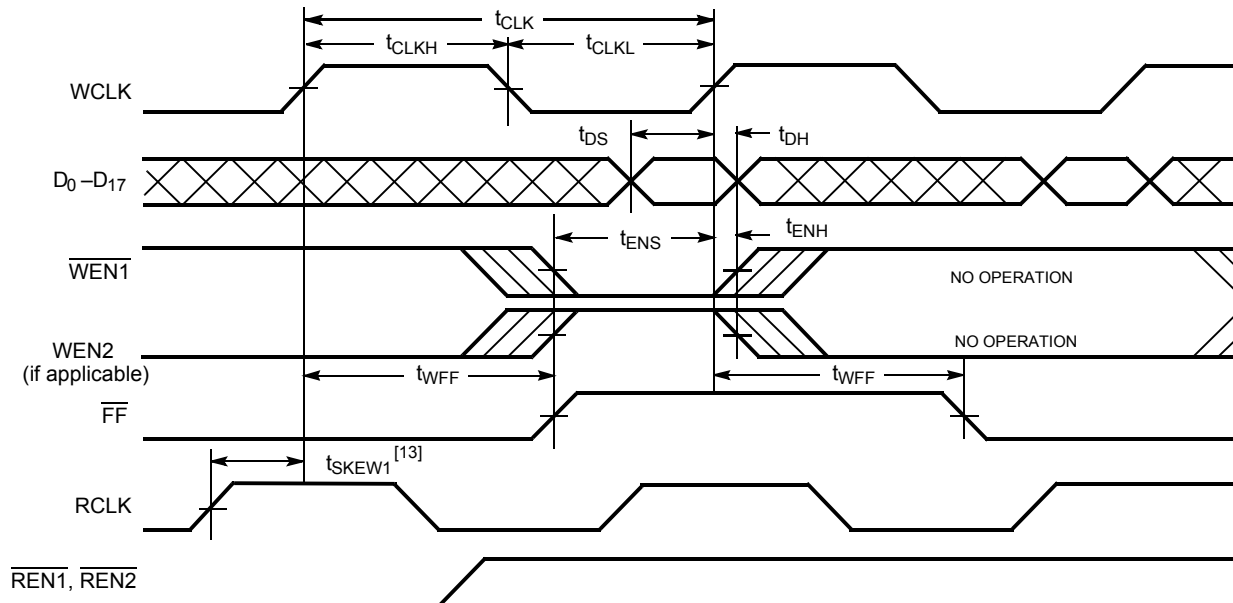 tCLK
tCLKH
tCLKL
WCLK
tDS
tDH
D0 –D17
tENS
tENH
WEN1
NO OPERATION
WEN2
(if applicable)
NO OPERATION
tWFF
tWFF
FF
tSKEW1 [13]
RCLK
REN1, REN2